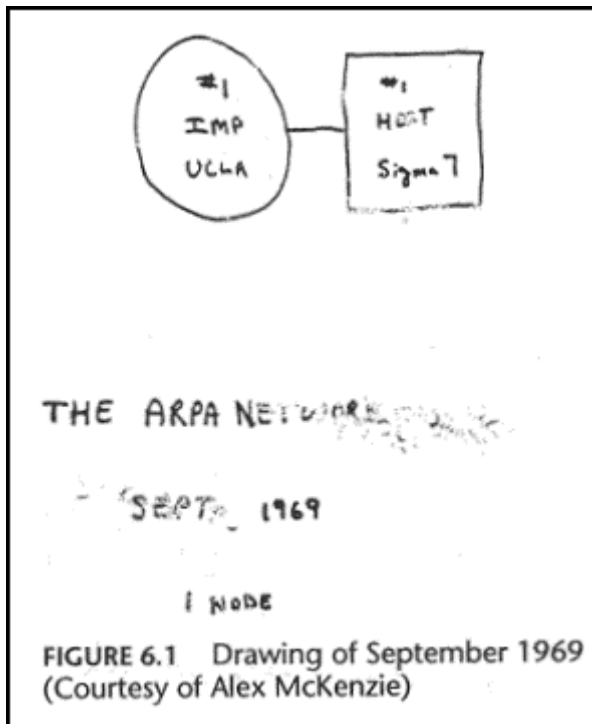 #1
IMP
UCLA
#1
HOST
Sigma 7
THE ARPA NETWORK
SEPT. 1969
1 NODE
FIGURE 6.1 Drawing of September 1969
(Courtesy of Alex McKenzie)